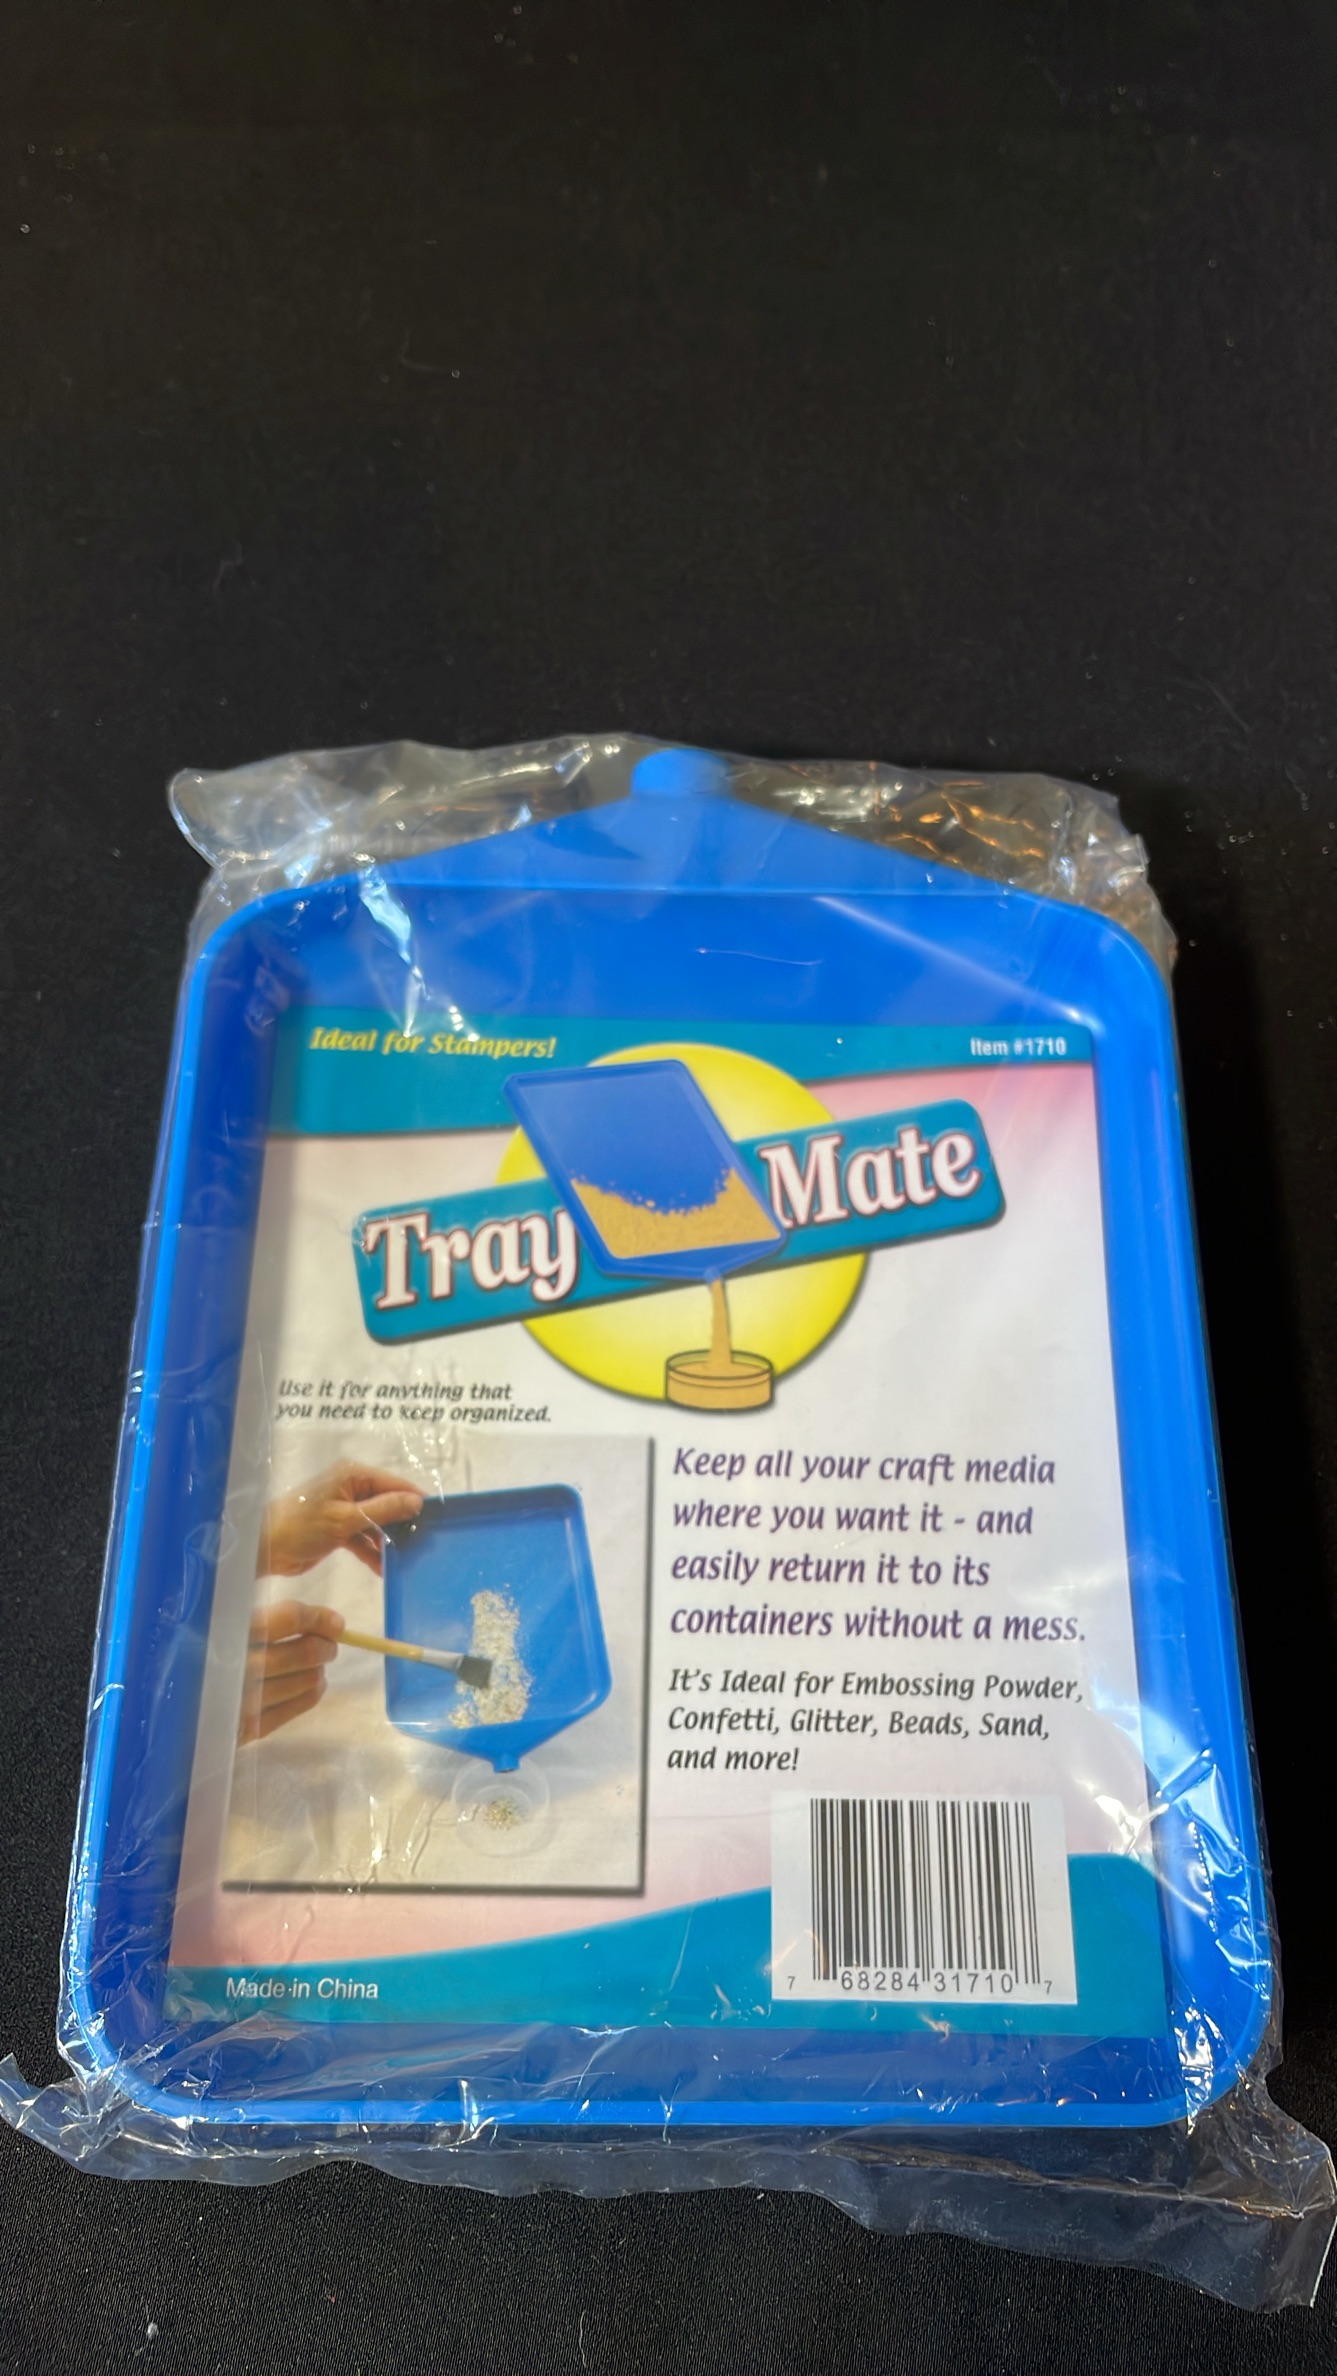 Ideal for Stampers!
Item #1710
Tray Mate
Use it for anything that
you need to keep organized.
Keep all your craft media
where you want it - and
easily return it to its
containers without a mess.
It's Ideal for Embossing Powder,
Confetti, Glitter, Beads, Sand,
and more!
Made in China
7 68284 31710 7